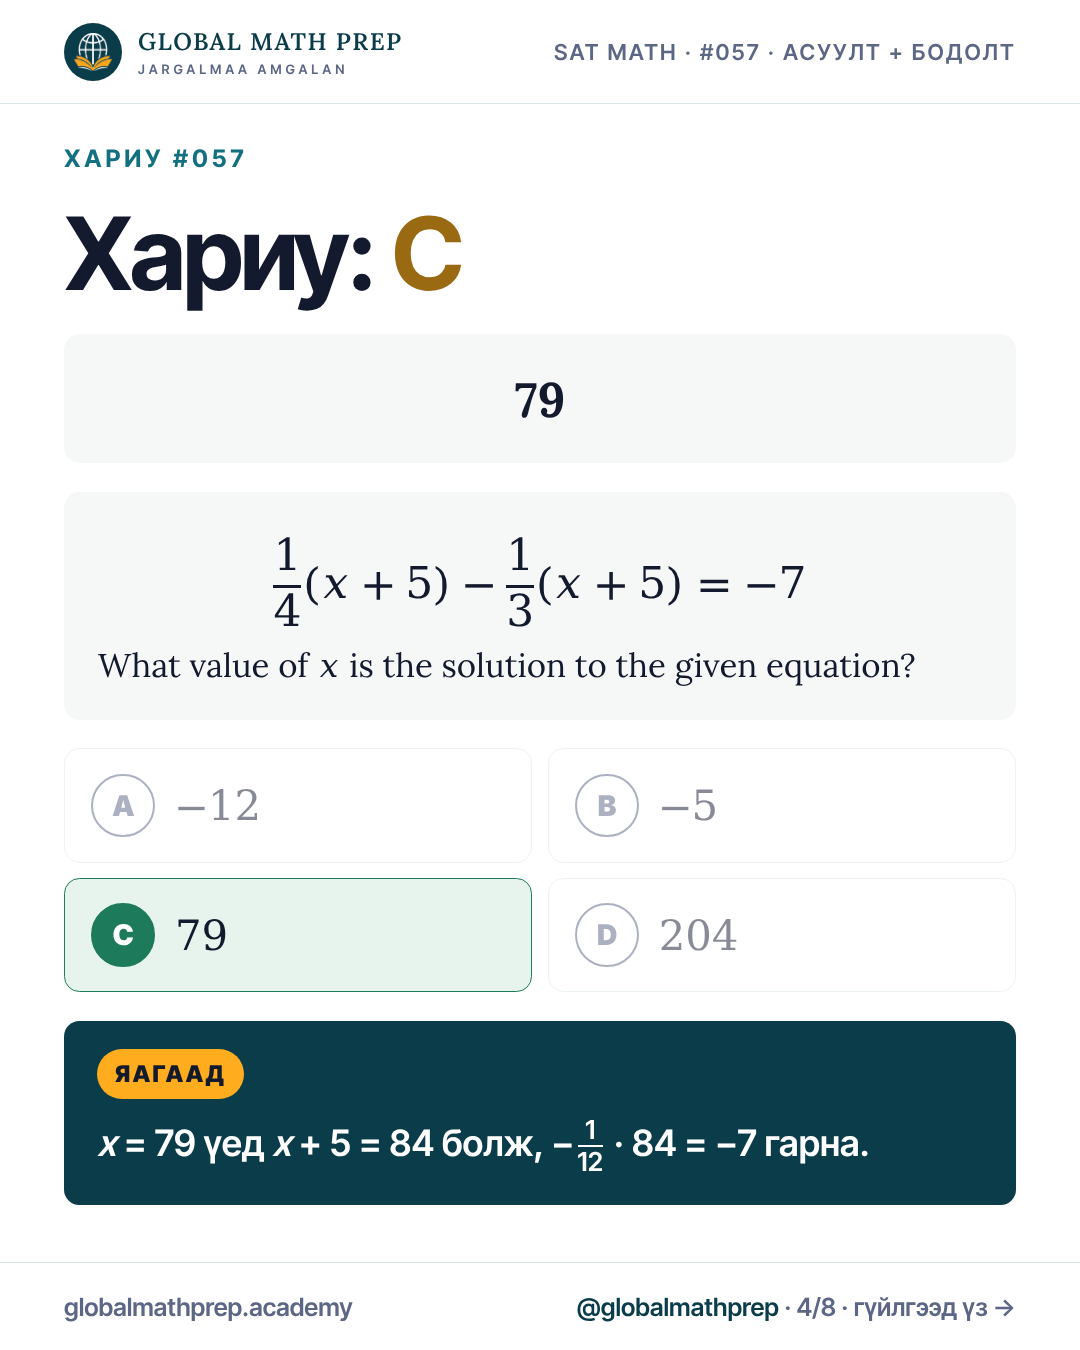 GLOBAL MATH PREP
JARGALMAA AMGALAN
SAT MATH · #057 · АСУУЛТ + БОДОЛТ
ХАРИУ #057
Хариу: C
79
1/4(x + 5) − 1/3(x + 5) = −7
What value of x is the solution to the given equation?
A −12
B −5
C 79
D 204
ЯАГААД
x = 79 үед x + 5 = 84 болж, −1/12 · 84 = −7 гарна.
globalmathprep.academy
@globalmathprep · 4/8 · гүйлгээд үз →